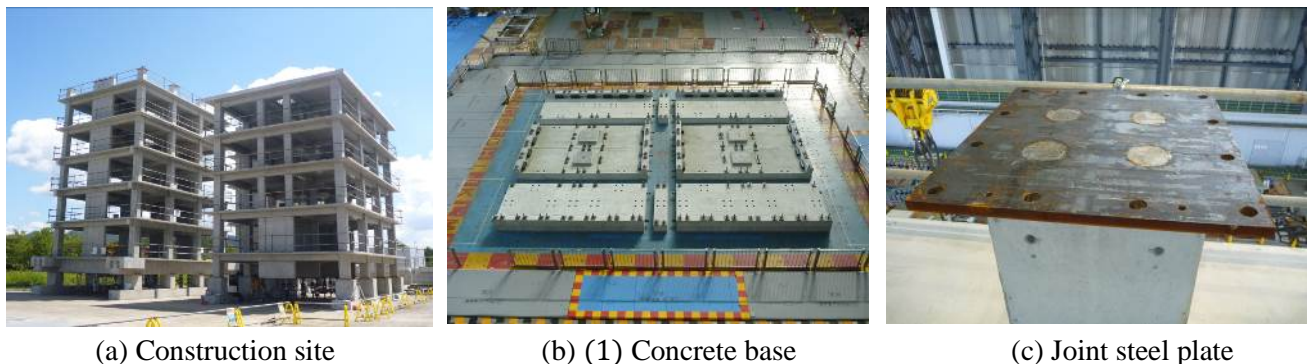 (a) Construction site
(b) (1) Concrete base
(c) Joint steel plate